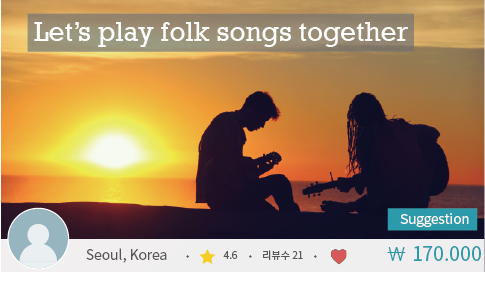 Let's play folk songs together
Suggestion
Seoul, Korea · 4.6 · 리뷰수 21 · ₩ 170.000